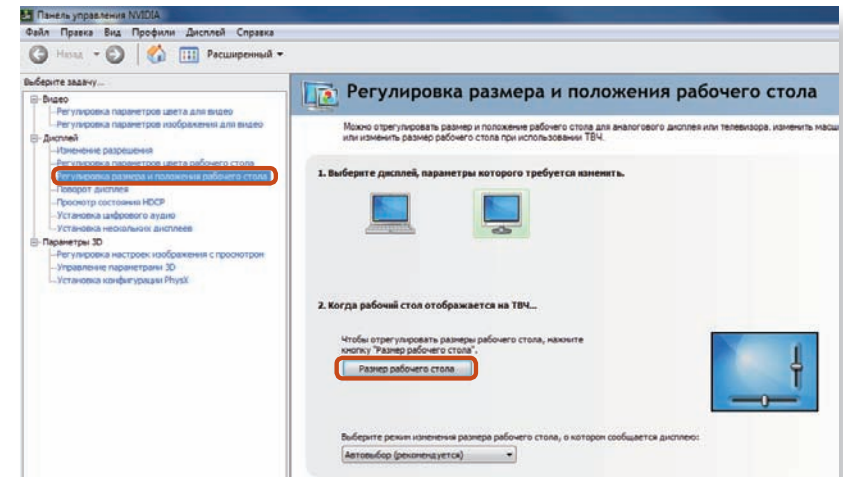 Панель управления NVIDIA
Файл Правка Вид Профили Дисплей Справка
Назад Расширенный
Выберите задачу...
Видео
Регулировка параметров цвета для видео
Регулировка параметров изображения для видео
Дисплей
Изменение разрешения
Регулировка параметров цвета рабочего стола
Регулировка размера и положения рабочего стола
Поворот дисплея
Просмотр состояния HDCP
Установка цифрового аудио
Установка нескольких дисплеев
Параметры 3D
Регулировка настроек изображения с просмотром
Управление параметрами 3D
Установка конфигурации PhysX
Регулировка размера и положения рабочего стола
Можно отрегулировать размер и положение рабочего стола для аналогового дисплея или телевизора, изменить масш
или изменить размер рабочего стола при использовании ТВЧ.
1. Выберите дисплей, параметры которого требуется изменить.
2. Когда рабочий стол отображается на ТВЧ...
Чтобы отрегулировать размеры рабочего стола, нажмите
кнопку "Размер рабочего стола".
Размер рабочего стола
Выберите режим изменения размера рабочего стола, о котором сообщается дисплею:
Автовыбор (рекомендуется)